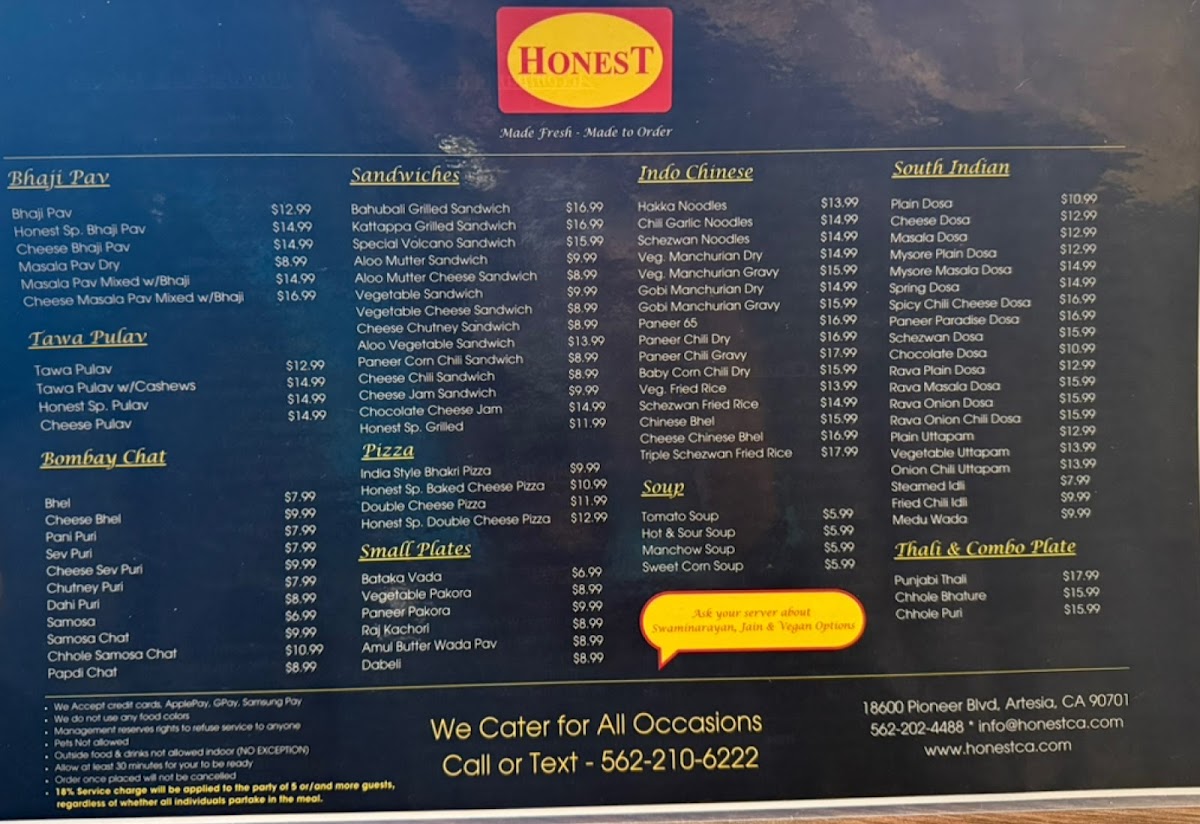 HONEST
Made Fresh - Made to Order
Bhaji Pav
Bhaji Pav $12.99
Honest Sp. Bhaji Pav $14.99
Cheese Bhaji Pav $14.99
Masala Pav Dry $8.99
Masala Pav Mixed w/Bhaji $14.99
Cheese Masala Pav Mixed w/Bhaji $16.99
Tawa Pulav
Tawa Pulav $12.99
Tawa Pulav w/Cashews $14.99
Honest Sp. Pulav $14.99
Cheese Pulav $14.99
Bombay Chat
Bhel $7.99
Cheese Bhel $9.99
Pani Puri $7.99
Sev Puri $7.99
Cheese Sev Puri $9.99
Chutney Puri $7.99
Dahi Puri $8.99
Samosa $6.99
Samosa Chat $9.99
Chhole Samosa Chat $10.99
Papdi Chat $8.99
Sandwiches
Bahubali Grilled Sandwich $16.99
Kattappa Grilled Sandwich $16.99
Special Volcano Sandwich $15.99
Aloo Mutter Sandwich $9.99
Aloo Mutter Cheese Sandwich $8.99
Vegetable Sandwich $9.99
Vegetable Cheese Sandwich $8.99
Cheese Chutney Sandwich $8.99
Aloo Vegetable Sandwich $13.99
Paneer Corn Chili Sandwich $8.99
Cheese Chili Sandwich $8.99
Cheese Jam Sandwich $9.99
Chocolate Cheese Jam $14.99
Honest Sp. Grilled $11.99
Pizza
India Style Bhakri Pizza $9.99
Honest Sp. Baked Cheese Pizza $10.99
Double Cheese Pizza $11.99
Honest Sp. Double Cheese Pizza $12.99
Small Plates
Bataka Vada $6.99
Vegetable Pakora $8.99
Paneer Pakora $9.99
Raj Kachori $8.99
Amul Butter Wada Pav $8.99
Dabeli $8.99
Indo Chinese
Hakka Noodles $13.99
Chili Garlic Noodles $14.99
Schezwan Noodles $14.99
Veg. Manchurian Dry $14.99
Veg. Manchurian Gravy $15.99
Gobi Manchurian Dry $14.99
Gobi Manchurian Gravy $15.99
Paneer 65 $16.99
Paneer Chili Dry $16.99
Paneer Chili Gravy $17.99
Baby Corn Chili Dry $15.99
Veg. Fried Rice $13.99
Schezwan Fried Rice $14.99
Chinese Bhel $15.99
Cheese Chinese Bhel $16.99
Triple Schezwan Fried Rice $17.99
Soup
Tomato Soup $5.99
Hot & Sour Soup $5.99
Manchow Soup $5.99
Sweet Corn Soup $5.99
Ask your server about
Swaminarayan, Jain & Vegan Options
South Indian
Plain Dosa $10.99
Cheese Dosa $12.99
Masala Dosa $12.99
Mysore Plain Dosa $12.99
Mysore Masala Dosa $14.99
Spring Dosa $14.99
Spicy Chili Cheese Dosa $16.99
Paneer Paradise Dosa $16.99
Schezwan Dosa $15.99
Chocolate Dosa $10.99
Rava Plain Dosa $12.99
Rava Masala Dosa $15.99
Rava Onion Dosa $15.99
Rava Onion Chili Dosa $15.99
Plain Uttapam $12.99
Vegetable Uttapam $13.99
Onion Chili Uttapam $13.99
Steamed Idli $7.99
Fried Chili Idli $9.99
Medu Wada $9.99
Thali & Combo Plate
Punjabi Thali $17.99
Chhole Bhature $15.99
Chhole Puri $15.99
• We Accept credit cards, ApplePay, GPay, Samsung Pay
• We do not use any food colors
• Management reserves rights to refuse service to anyone
• Pets Not allowed
• Outside food & drinks not allowed indoor (NO EXCEPTION)
• Allow at least 30 minutes for your to be ready
• Order once placed will not be cancelled
• 18% Service charge will be applied to the party of 5 or/and more guests,
regardless of whether all individuals partake in the meal.
We Cater for All Occasions
Call or Text - 562-210-6222
18600 Pioneer Blvd, Artesia, CA 90701
562-202-4488 * info@honestca.com
www.honestca.com